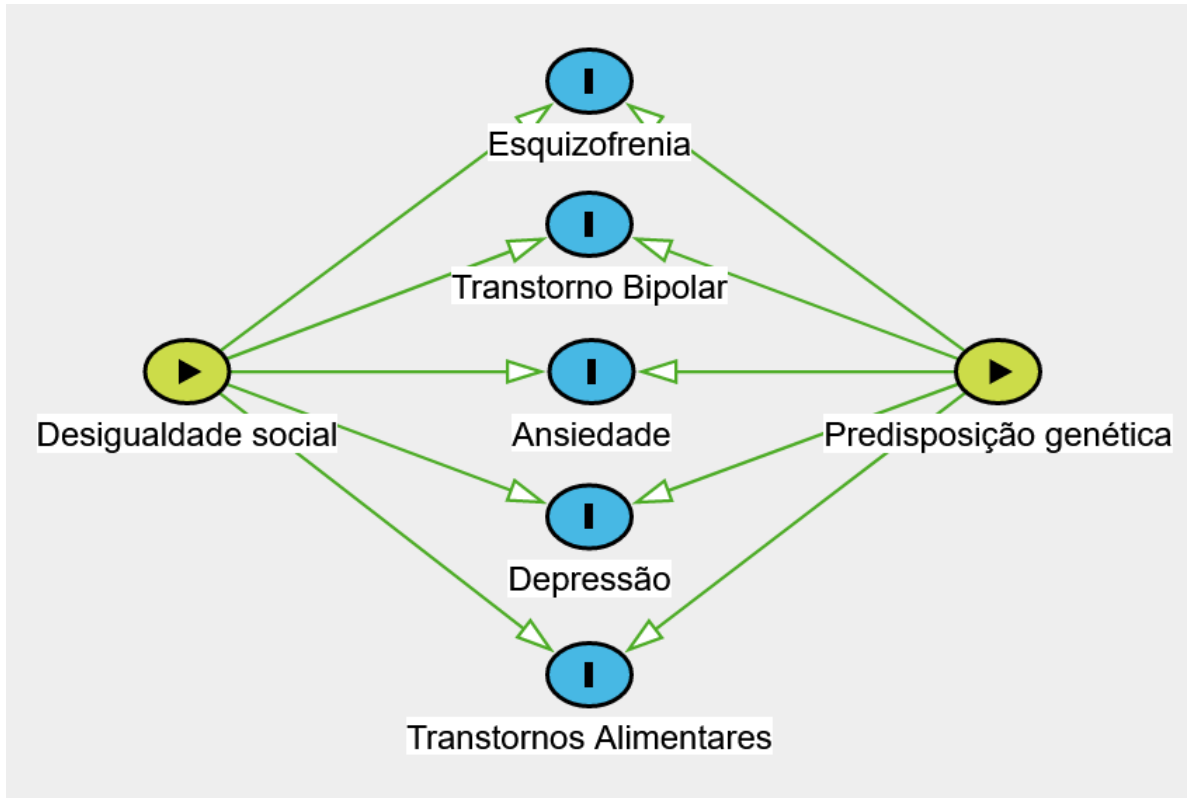 Esquizofrenia
Transtorno Bipolar
Desigualdade social
Ansiedade
Predisposição genética
Depressão
Transtornos Alimentares